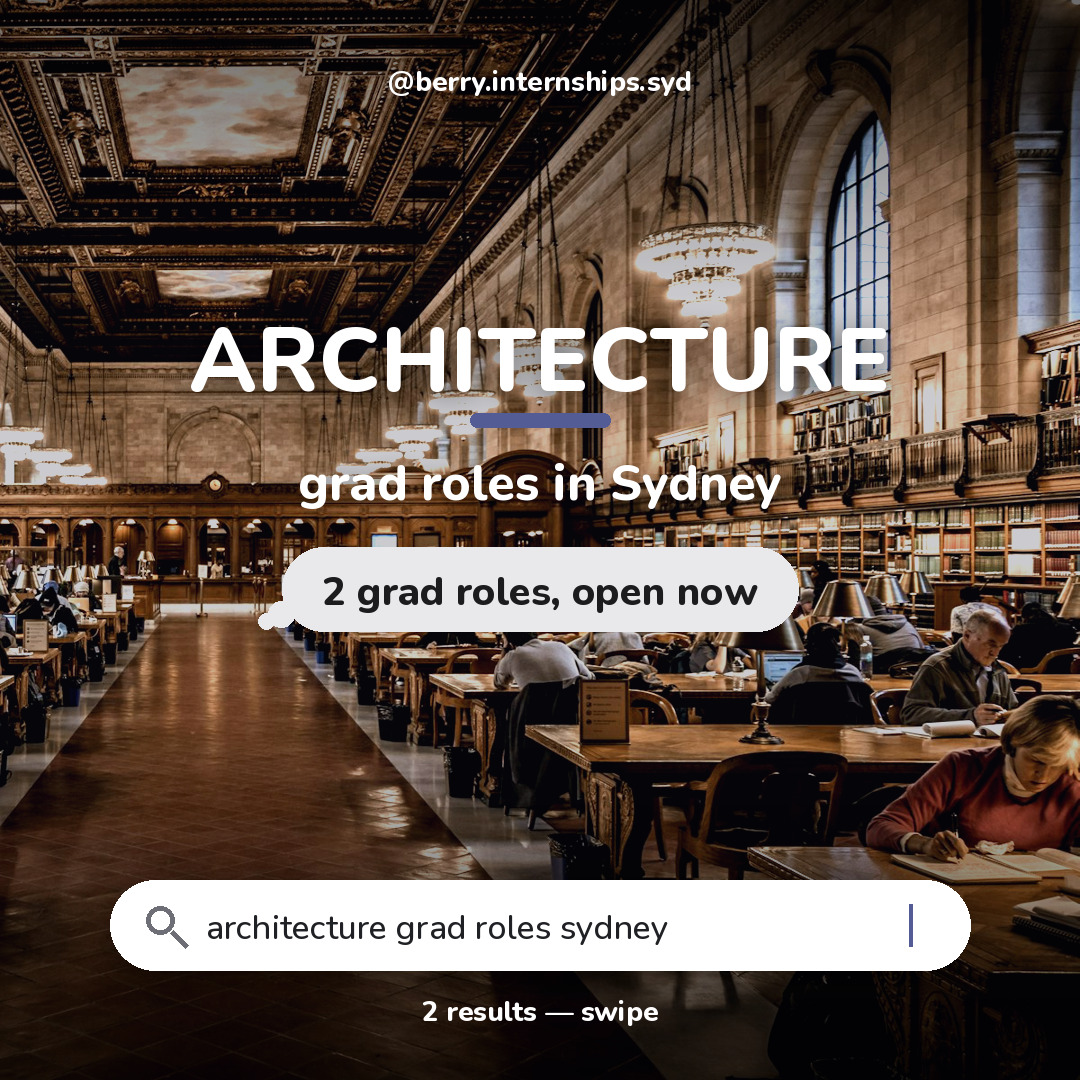 @berry.internships.syd
ARCHITECTURE
grad roles in Sydney
2 grad roles, open now
architecture grad roles sydney
2 results — swipe